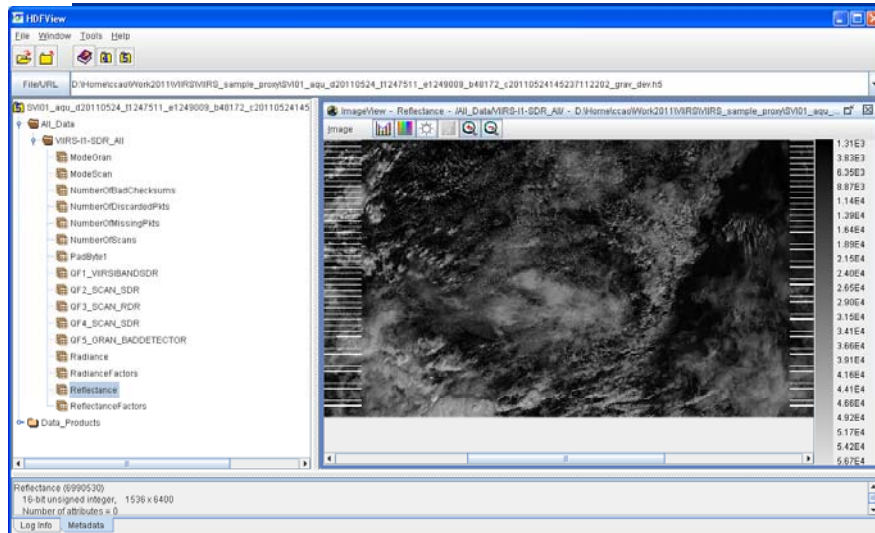 HDFView
File Window Tools Help
File/URL D:\Home\ccao\Work2011\VIIRS\VIIRS_sample_proxy\SVI01_aqu_d20110524_t1247511_e1249009_b48172_c20110524145237112202_grav_dev.h5
SVI01_aqu_d20110524_t1247511_e1249009_b48172_c20110524145
All_Data
VIIRS-I1-SDR_All
ModeGran
ModeScan
NumberOfBadChecksums
NumberOfDiscardedPkts
NumberOfMissingPkts
NumberOfScans
PadByte1
QF1_VIIRSIBANDSDR
QF2_SCAN_SDR
QF3_SCAN_RDR
QF4_SCAN_SDR
QF5_GRAN_BADDETECTOR
Radiance
RadianceFactors
Reflectance
ReflectanceFactors
Data_Products
ImageView - Reflectance - /All_Data/VIIRS-I1-SDR_All/ - D:\Home\ccao\Work2011\VIIRS\VIIRS_sample_proxy\SVI01_aqu_...
Image
1.31E3
3.83E3
6.35E3
8.87E3
1.14E4
1.39E4
1.64E4
1.89E4
2.15E4
2.40E4
2.65E4
2.90E4
3.15E4
3.41E4
3.66E4
3.91E4
4.16E4
4.41E4
4.66E4
4.92E4
5.17E4
5.42E4
5.67E4
Reflectance (6990530)
16-bit unsigned integer, 1536 x 6400
Number of attributes = 0
Log Info Metadata